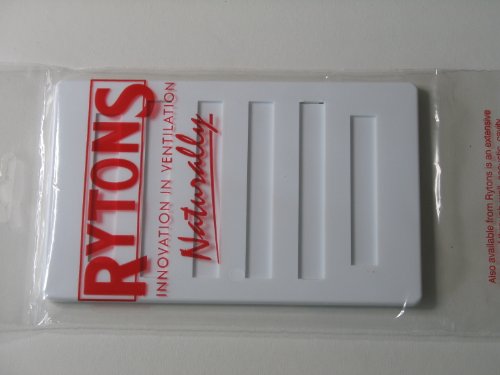 RYTONS
INNOVATION IN VENTILATION
Naturally
Also available from Rytons is an extensive